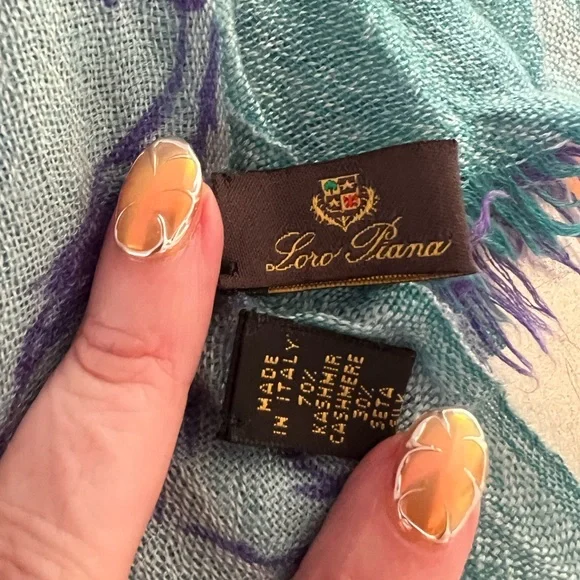 Loro Piana
MADE
IN ITALY
70%
KASHMIR
CASHMERE
30%
SETA
SILK